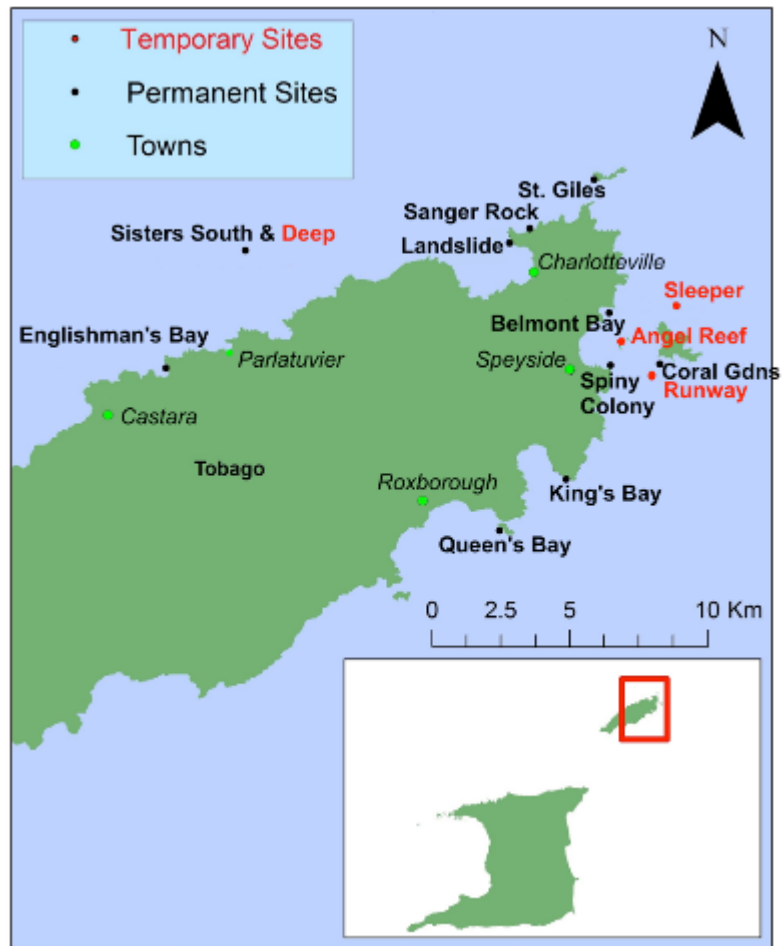 Temporary Sites
Permanent Sites
Towns
N
St. Giles
Sanger Rock
Sisters South & Deep
Landslide
Charlotteville
Sleeper
Belmont Bay
Englishman's Bay
Angel Reef
Parlatuvier
Speyside
Coral Gdns
Spiny
Colony
Runway
Castara
Tobago
Roxborough
King's Bay
Queen's Bay
0 2.5 5 10 Km